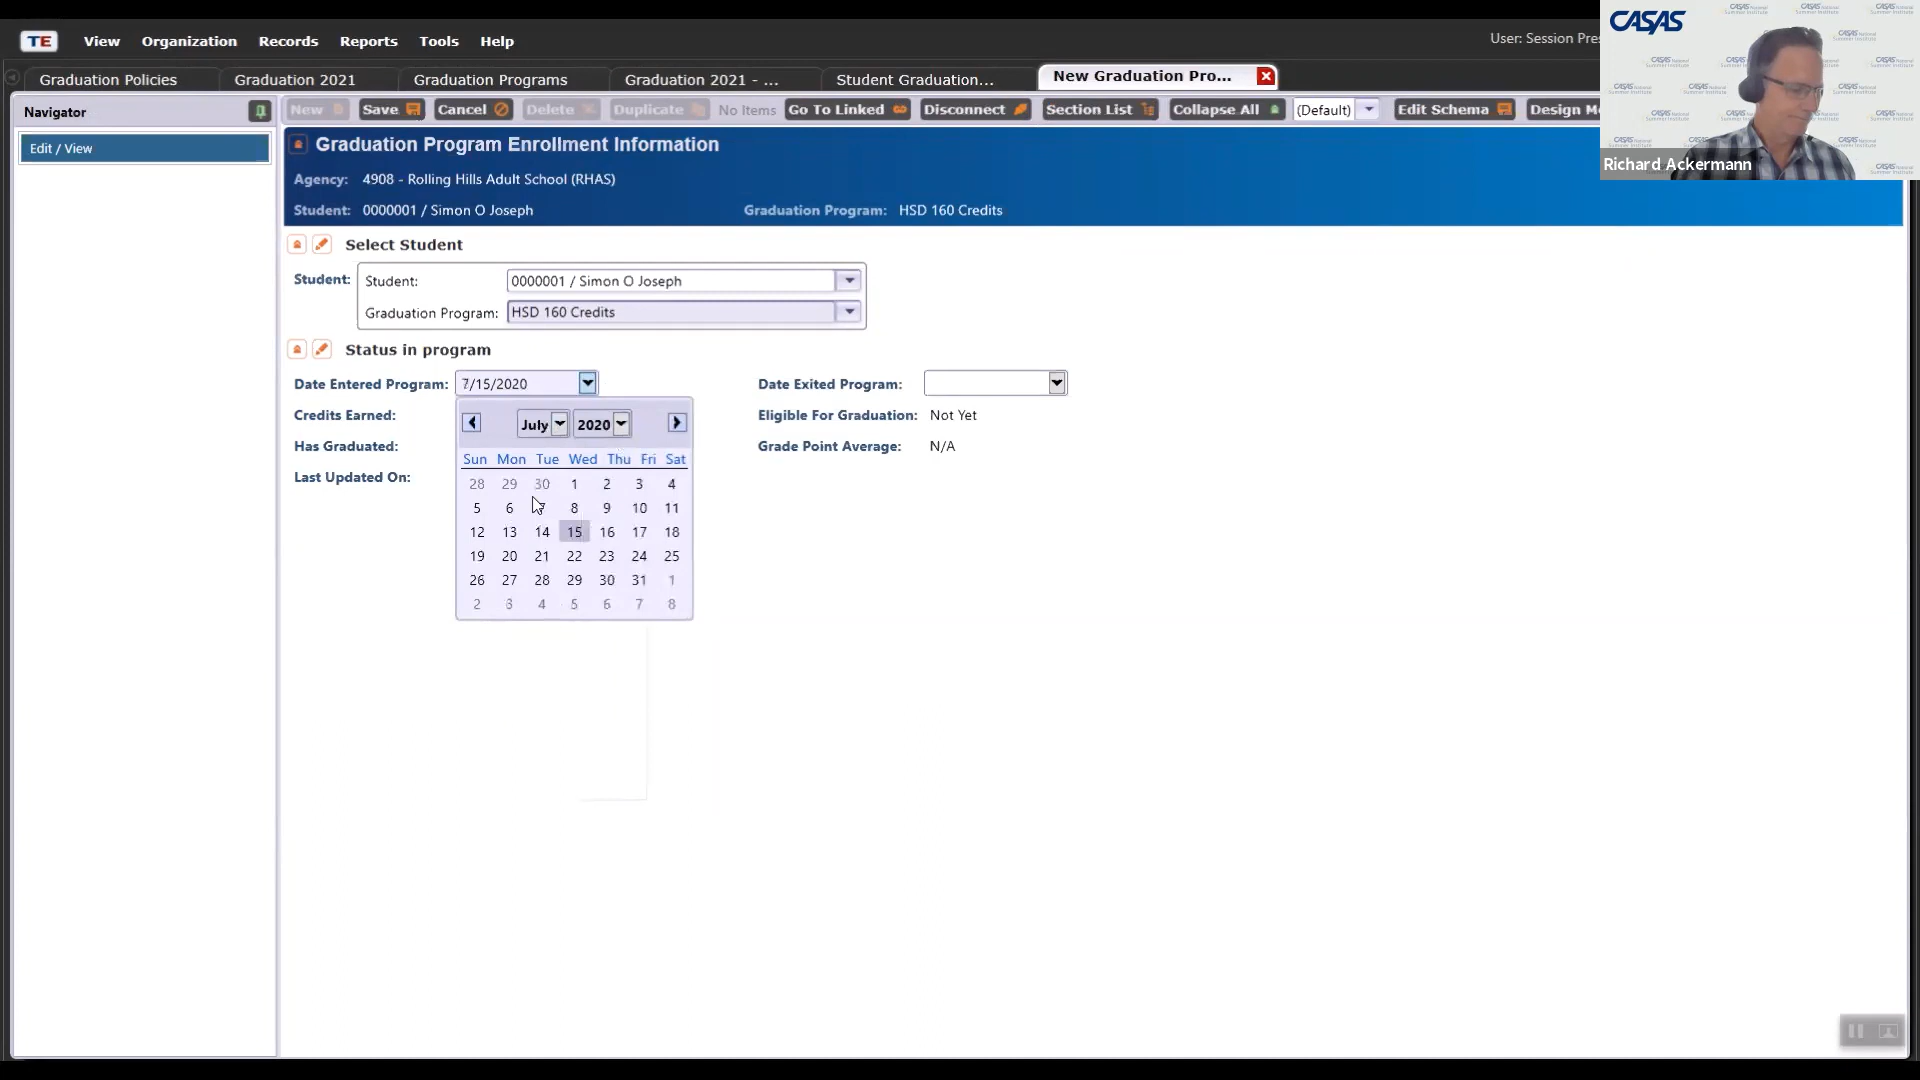 TE View Organization Records Reports Tools Help User: Session Pres
CASAS
Graduation Policies Graduation 2021 Graduation Programs Graduation 2021 - ... Student Graduation... New Graduation Pro...
Navigator New Save Cancel Delete Duplicate No Items Go To Linked Disconnect Section List Collapse All (Default) Edit Schema Design Mo
Edit / View
Graduation Program Enrollment Information
Richard Ackermann
Agency: 4908 - Rolling Hills Adult School (RHAS)
Student: 0000001 / Simon O Joseph Graduation Program: HSD 160 Credits
Select Student
Student: Student: 0000001 / Simon O Joseph
Graduation Program: HSD 160 Credits
Status in program
Date Entered Program: 7/15/2020 Date Exited Program:
Credits Earned: Eligible For Graduation: Not Yet
July 2020
Has Graduated: Grade Point Average: N/A
Sun Mon Tue Wed Thu Fri Sat
Last Updated On:
28 29 30 1 2 3 4
5 6 7 8 9 10 11
12 13 14 15 16 17 18
19 20 21 22 23 24 25
26 27 28 29 30 31 1
2 3 4 5 6 7 8